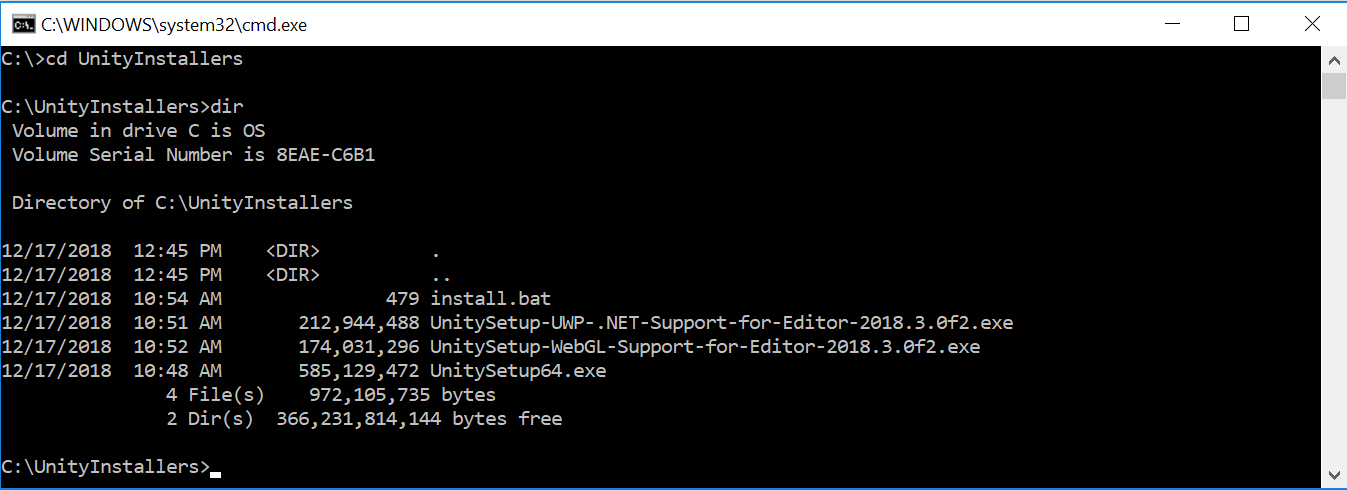 C:\WINDOWS\system32\cmd.exe
C:\>cd UnityInstallers
C:\UnityInstallers>dir
 Volume in drive C is OS
 Volume Serial Number is 8EAE-C6B1
 Directory of C:\UnityInstallers
12/17/2018  12:45 PM    <DIR>          .
12/17/2018  12:45 PM    <DIR>          ..
12/17/2018  10:54 AM               479 install.bat
12/17/2018  10:51 AM       212,944,488 UnitySetup-UWP-.NET-Support-for-Editor-2018.3.0f2.exe
12/17/2018  10:52 AM       174,031,296 UnitySetup-WebGL-Support-for-Editor-2018.3.0f2.exe
12/17/2018  10:48 AM       585,129,472 UnitySetup64.exe
               4 File(s)    972,105,735 bytes
               2 Dir(s)  366,231,814,144 bytes free
C:\UnityInstallers>